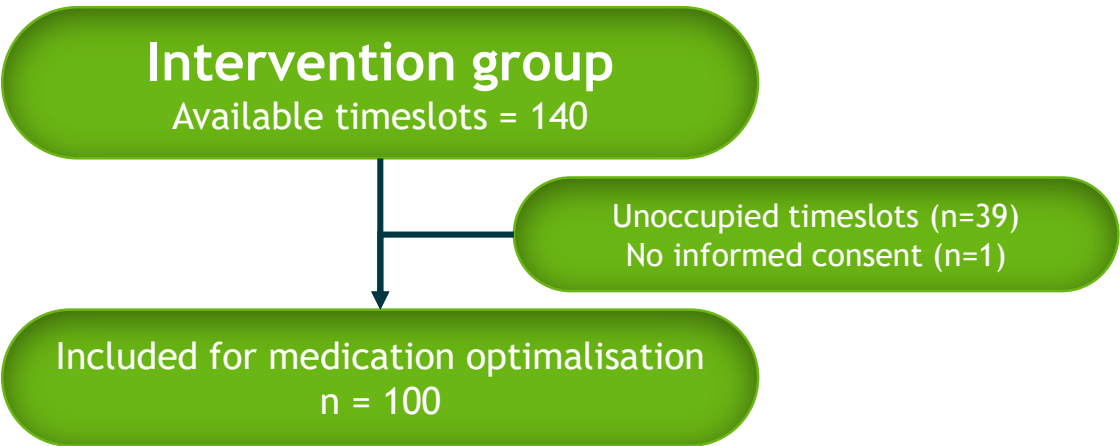 Intervention group
Available timeslots = 140
Unoccupied timeslots (n=39)
No informed consent (n=1)
Included for medication optimalisation
n = 100